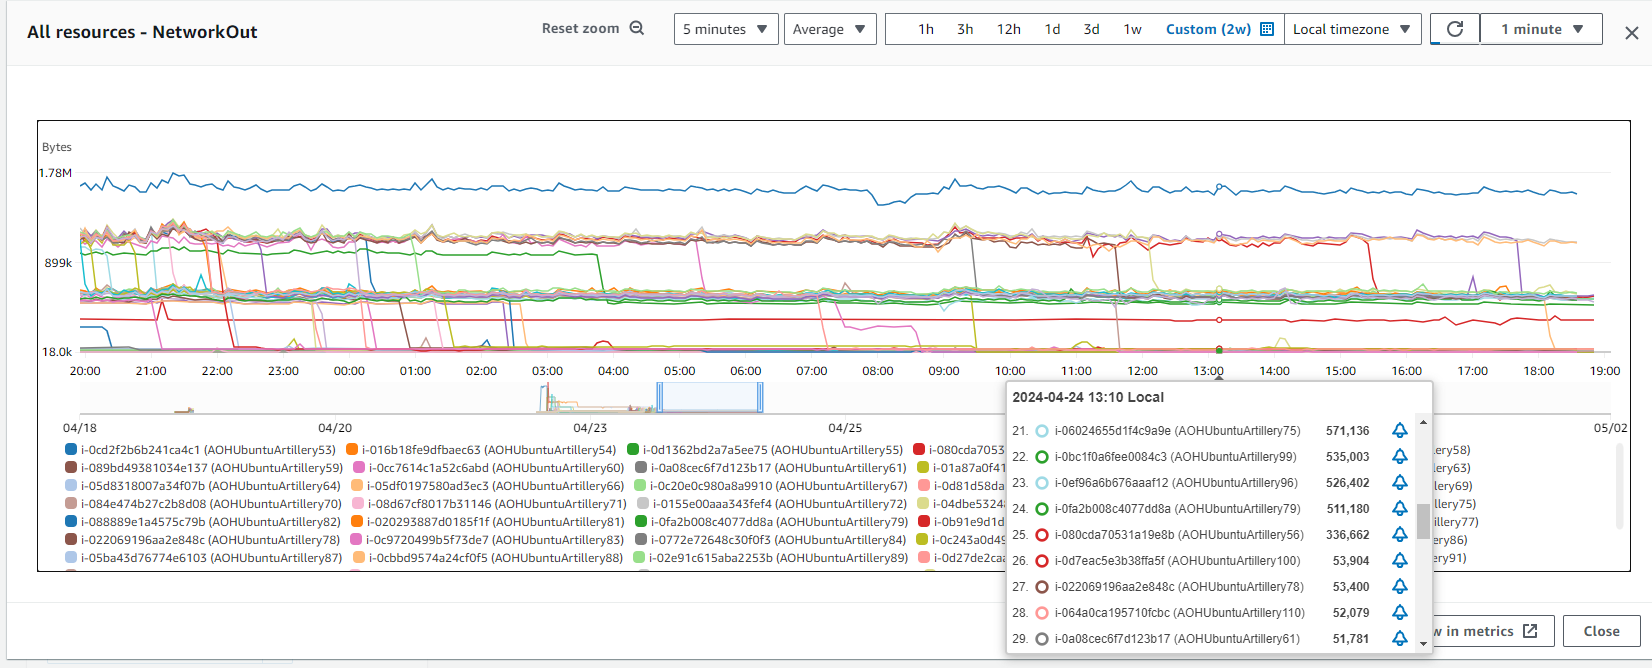 All resources - NetworkOut
Reset zoom
5 minutes
Average
1h 3h 12h 1d 3d 1w Custom (2w)
Local timezone
1 minute
Bytes
1.78M
899k
18.0k
20:00 21:00 22:00 23:00 00:00 01:00 02:00 03:00 04:00 05:00 06:00 07:00 08:00 09:00 10:00 11:00 12:00 13:00 14:00 15:00 16:00 17:00 18:00 19:00
04/18 04/20 04/23 04/25 05/02
i-0cd2f2b6b241ca4c1 (AOHUbuntuArtillery53) i-016b18fe9dfbaec63 (AOHUbuntuArtillery54) i-0d1362bd2a7a5ee75 (AOHUbuntuArtillery55) i-080cda7053 lery58)
i-089bd49381034e137 (AOHUbuntuArtillery59) i-0cc7614c1a52c6abd (AOHUbuntuArtillery60) i-0a08cec6f7d123b17 (AOHUbuntuArtillery61) i-01a87a0f41 ery63)
i-05d8318007a34f07b (AOHUbuntuArtillery64) i-05df0197580ad3ec3 (AOHUbuntuArtillery66) i-0c20e0c980a8a9910 (AOHUbuntuArtillery67) i-0d81d58da lery69)
i-084e474b27c2b8d08 (AOHUbuntuArtillery70) i-08d67cf8017b31146 (AOHUbuntuArtillery71) i-0155e00aaa343fef4 (AOHUbuntuArtillery72) i-04dbe5324 illery75)
i-088889e1a4575c79b (AOHUbuntuArtillery82) i-020293887d0185f1f (AOHUbuntuArtillery81) i-0fa2b008c4077dd8a (AOHUbuntuArtillery79) i-0b91e9d1d illery77)
i-022069196aa2e848c (AOHUbuntuArtillery78) i-0c9720499b5f73de7 (AOHUbuntuArtillery83) i-0772e72648c30f0f3 (AOHUbuntuArtillery84) i-0c243a0d49 ery86)
i-05ba43d76774e6103 (AOHUbuntuArtillery87) i-0cbbd9574a24cf0f5 (AOHUbuntuArtillery88) i-02e91c615aba2253b (AOHUbuntuArtillery89) i-0d27de2caa ery91)
2024-04-24 13:10 Local
21. i-06024655d1f4c9a9e (AOHUbuntuArtillery75) 571,136
22. i-0bc1f0a6fee0084c3 (AOHUbuntuArtillery99) 535,003
23. i-0ef96a6b676aaaf12 (AOHUbuntuArtillery96) 526,402
24. i-0fa2b008c4077dd8a (AOHUbuntuArtillery79) 511,180
25. i-080cda70531a19e8b (AOHUbuntuArtillery56) 336,662
26. i-0d7eac5e3b38ffa5f (AOHUbuntuArtillery100) 53,904
27. i-022069196aa2e848c (AOHUbuntuArtillery78) 53,400
28. i-064a0ca195710fcbc (AOHUbuntuArtillery110) 52,079
29. i-0a08cec6f7d123b17 (AOHUbuntuArtillery61) 51,781
w in metrics
Close